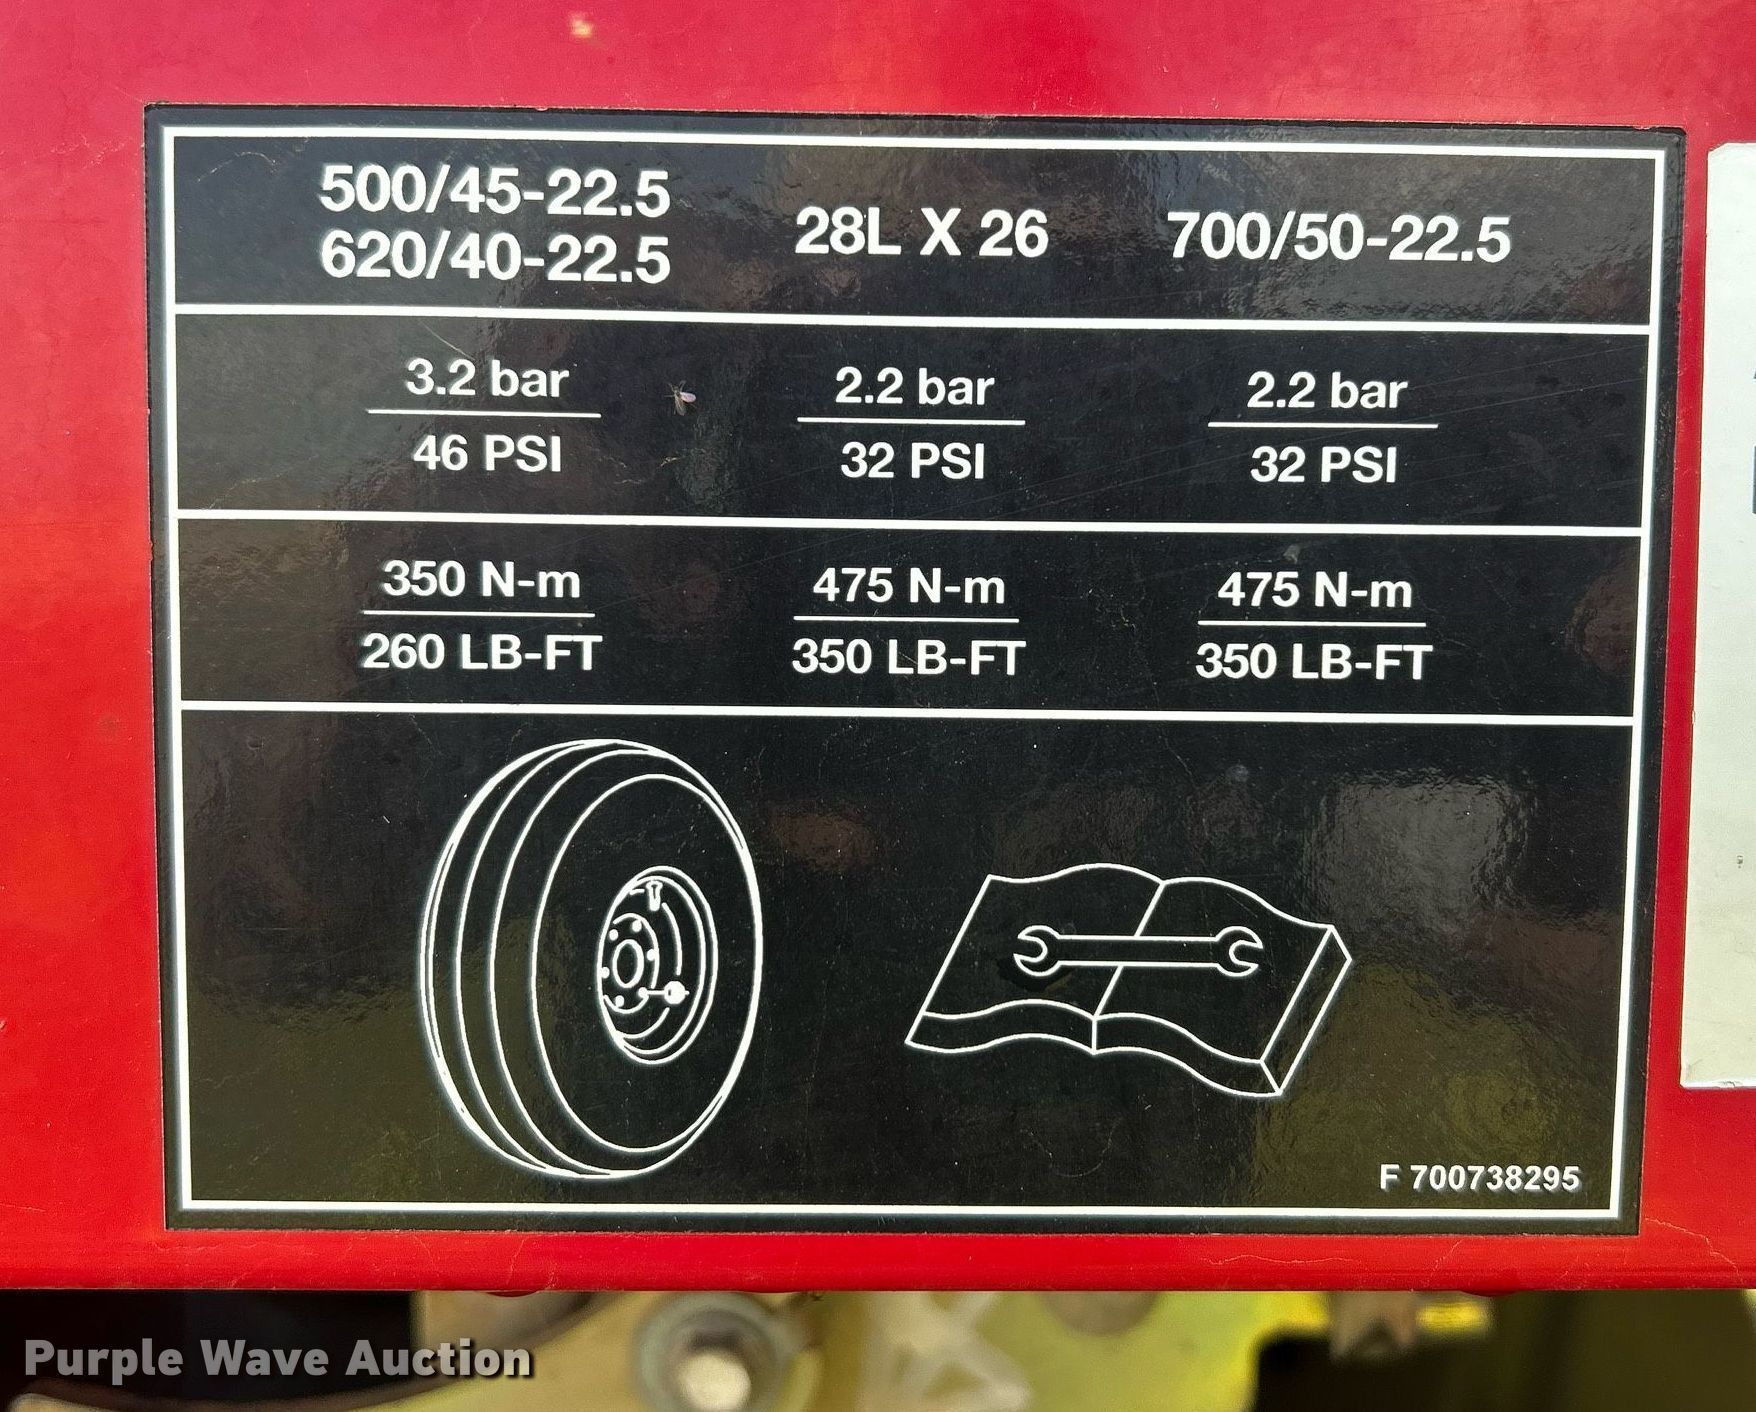 500/45-22.5
620/40-22.5
28L X 26
700/50-22.5
3.2 bar
46 PSI
2.2 bar
32 PSI
2.2 bar
32 PSI
350 N-m
260 LB-FT
475 N-m
350 LB-FT
475 N-m
350 LB-FT
F 700738295
Purple Wave Auction